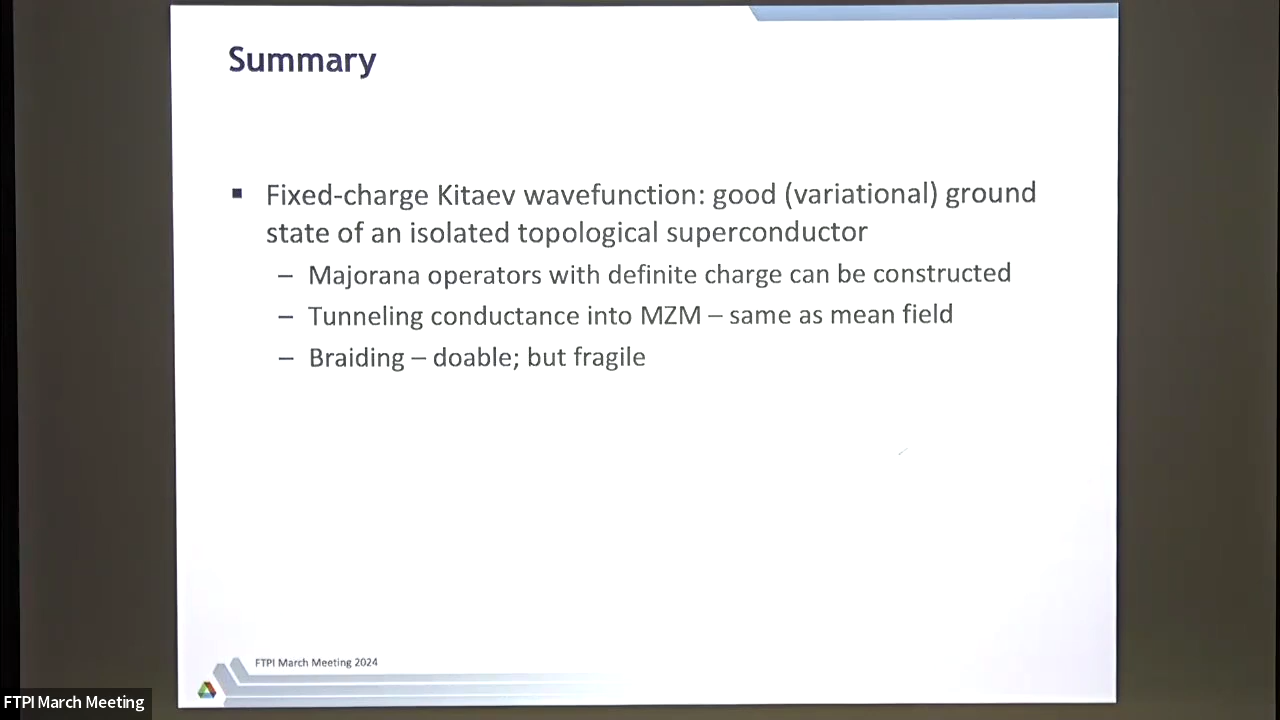 Summary
▪ Fixed-charge Kitaev wavefunction: good (variational) ground
state of an isolated topological superconductor
– Majorana operators with definite charge can be constructed
– Tunneling conductance into MZM – same as mean field
– Braiding – doable; but fragile
FTPI March Meeting 2024
FTPI March Meeting